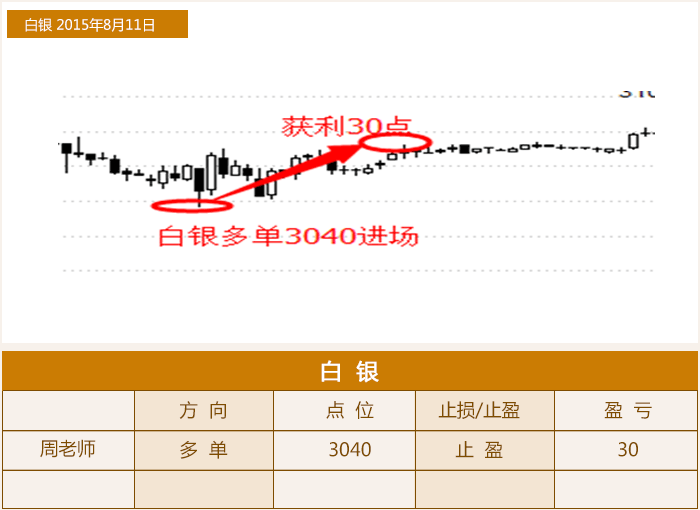 白银 2015年8月11日
获利30点
白银多单3040进场
白银
方向 点位 止损/止盈 盈亏
周老师 多单 3040 止盈 30